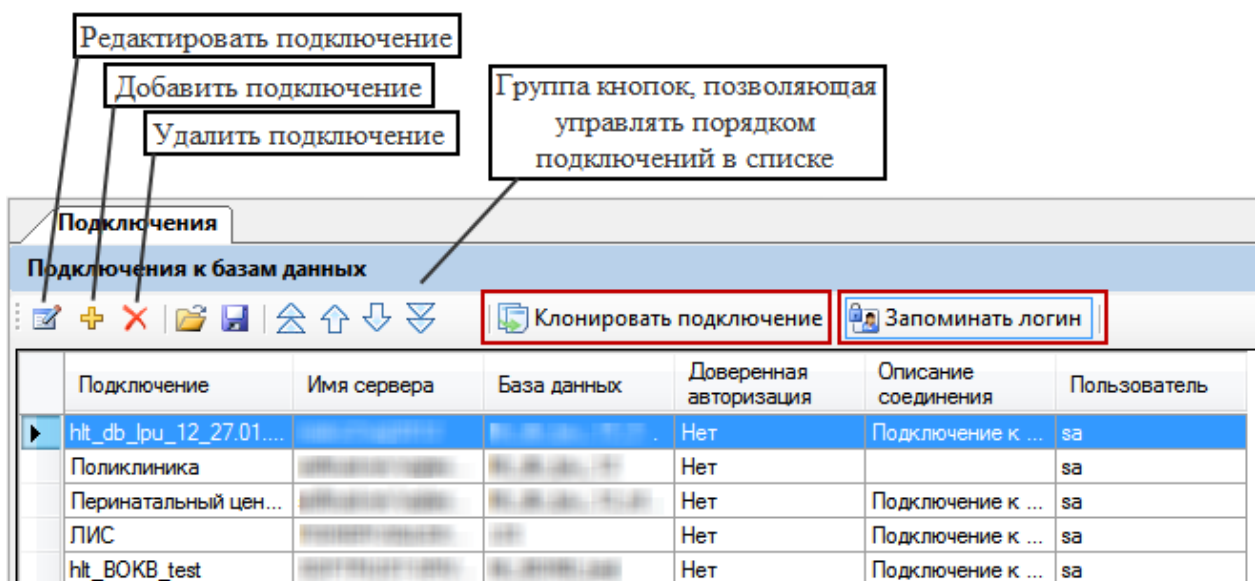 Редактировать подключение
Добавить подключение
Удалить подключение
Группа кнопок, позволяющая
управлять порядком
подключений в списке
Подключения
Подключения к базам данных
Клонировать подключение Запоминать логин
Подключение Имя сервера База данных Доверенная авторизация Описание соединения Пользователь
hlt_db_lpu_12_27.01.... Нет Подключение к ... sa
Поликлиника Нет sa
Перинатальный цен... Нет Подключение к ... sa
ЛИС Нет Подключение к ... sa
hlt_BOKB_test Нет Подключение к ... sa